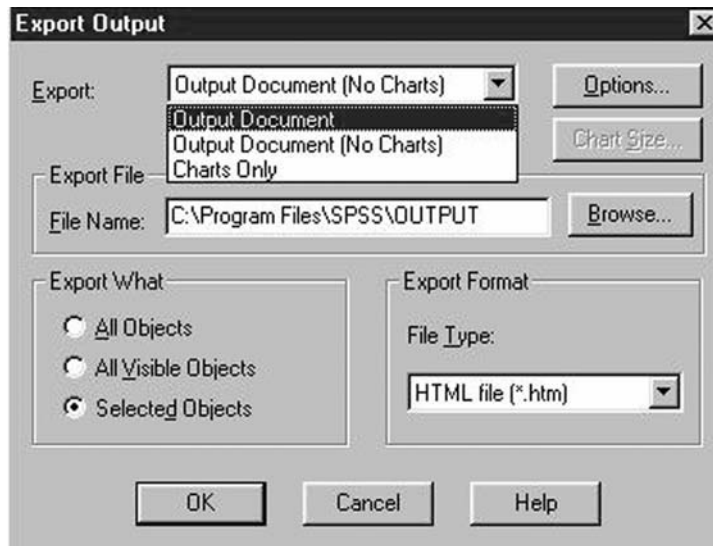 Export Output
Export:
Output Document (No Charts)
Options...
Output Document
Output Document (No Charts)
Charts Only
Chart Size...
Export File
File Name:
C:\Program Files\SPSS\OUTPUT
Browse...
Export What
All Objects
All Visible Objects
Selected Objects
Export Format
File Type:
HTML file (*.htm)
OK
Cancel
Help